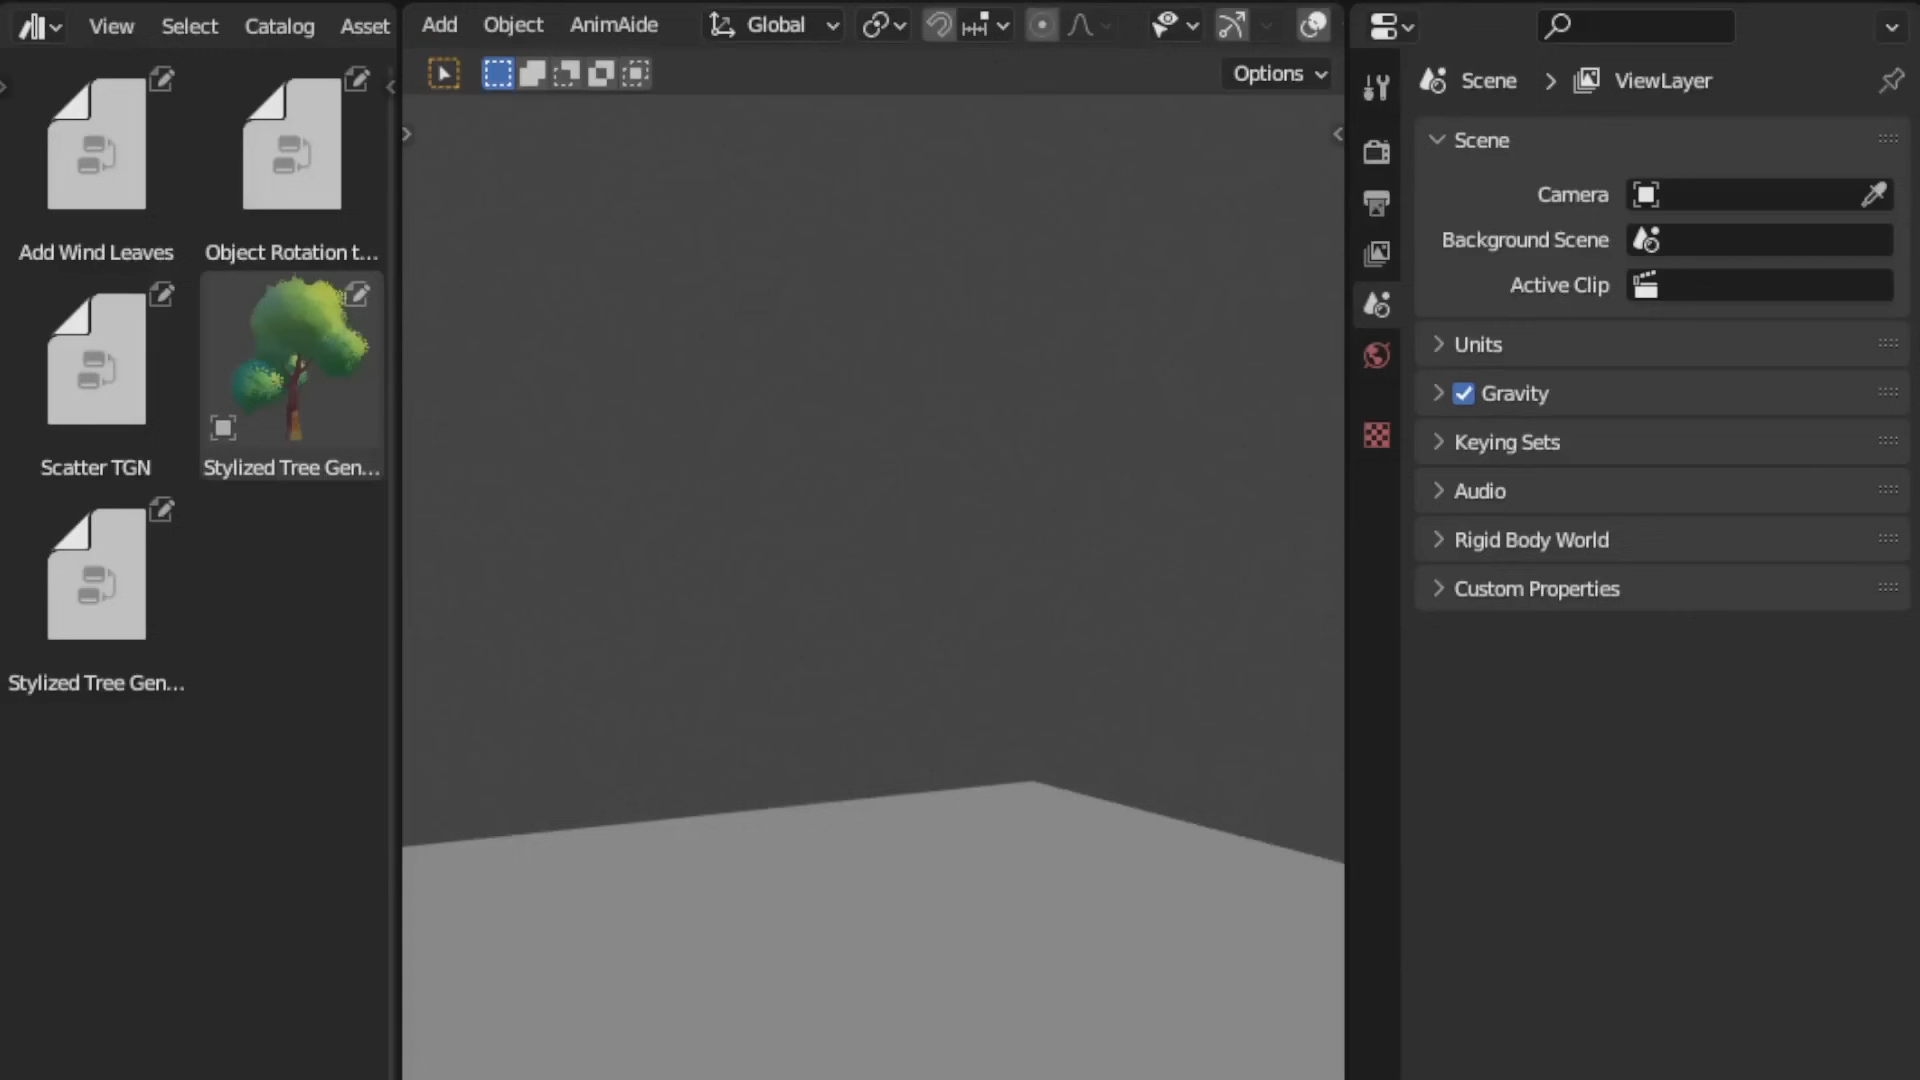 View Select Catalog Asset
Add Object AnimAide Global
Options
Scene ViewLayer
Scene
Camera
Background Scene
Active Clip
Units
Gravity
Keying Sets
Audio
Rigid Body World
Custom Properties
Add Wind Leaves
Object Rotation t...
Scatter TGN
Stylized Tree Gen...
Stylized Tree Gen...